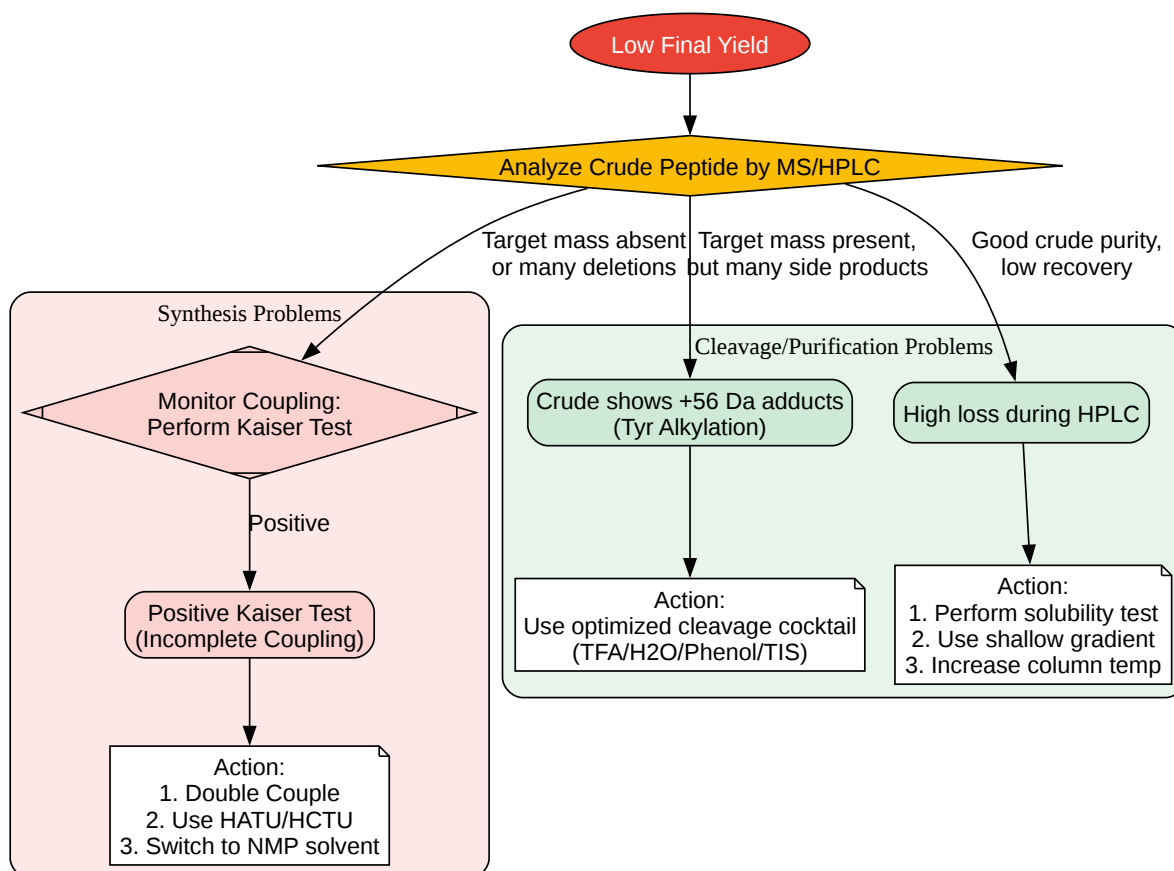 Low Final Yield
Analyze Crude Peptide by MS/HPLC
Target mass absent
or many deletions
Target mass present,
but many side products
Good crude purity,
low recovery
Synthesis Problems
Monitor Coupling:
Perform Kaiser Test
Positive
Positive Kaiser Test
(Incomplete Coupling)
Action:
1. Double Couple
2. Use HATU/HCTU
3. Switch to NMP solvent
Cleavage/Purification Problems
Crude shows +56 Da adducts
(Tyr Alkylation)
Action:
Use optimized cleavage cocktail
(TFA/H2O/Phenol/TIS)
High loss during HPLC
Action:
1. Perform solubility test
2. Use shallow gradient
3. Increase column temp